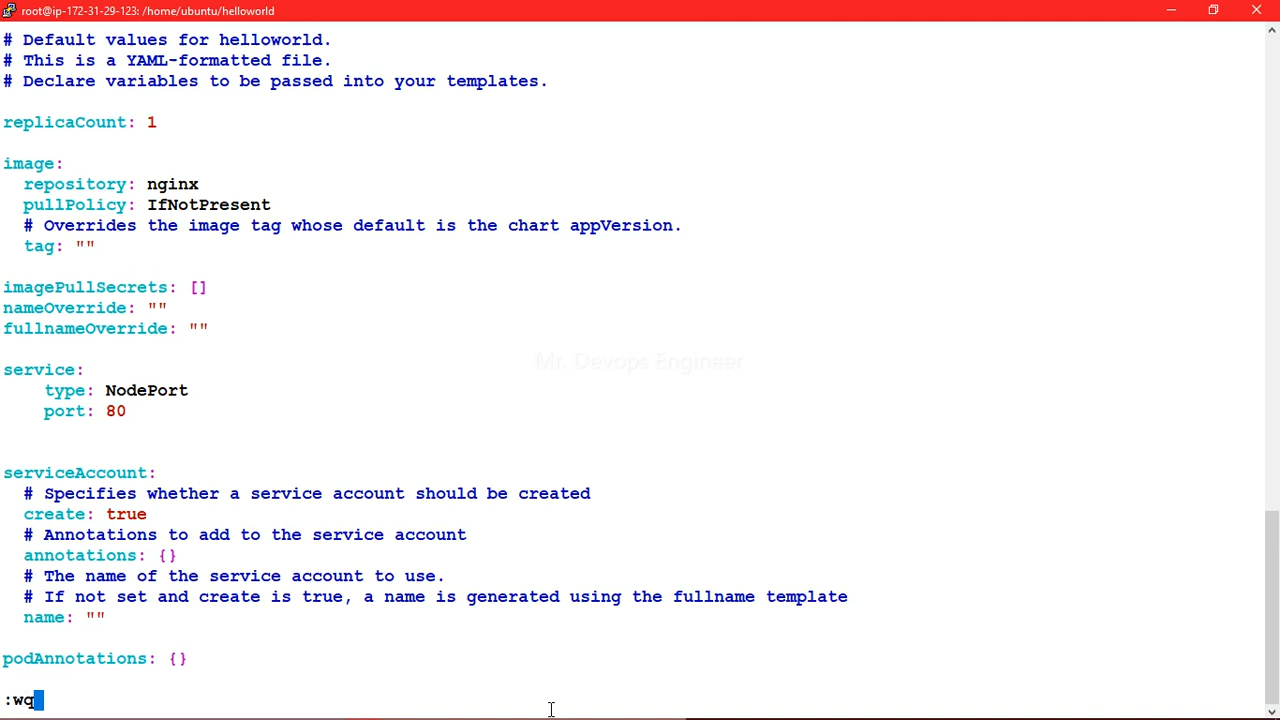 root@ip-172-31-29-123: /home/ubuntu/helloworld
# Default values for helloworld.
# This is a YAML-formatted file.
# Declare variables to be passed into your templates.
replicaCount: 1
image:
  repository: nginx
  pullPolicy: IfNotPresent
  # Overrides the image tag whose default is the chart appVersion.
  tag: ""
imagePullSecrets: []
nameOverride: ""
fullnameOverride: ""
Mr. Devops Engineer
service:
    type: NodePort
    port: 80
serviceAccount:
  # Specifies whether a service account should be created
  create: true
  # Annotations to add to the service account
  annotations: {}
  # The name of the service account to use.
  # If not set and create is true, a name is generated using the fullname template
  name: ""
podAnnotations: {}
:wq